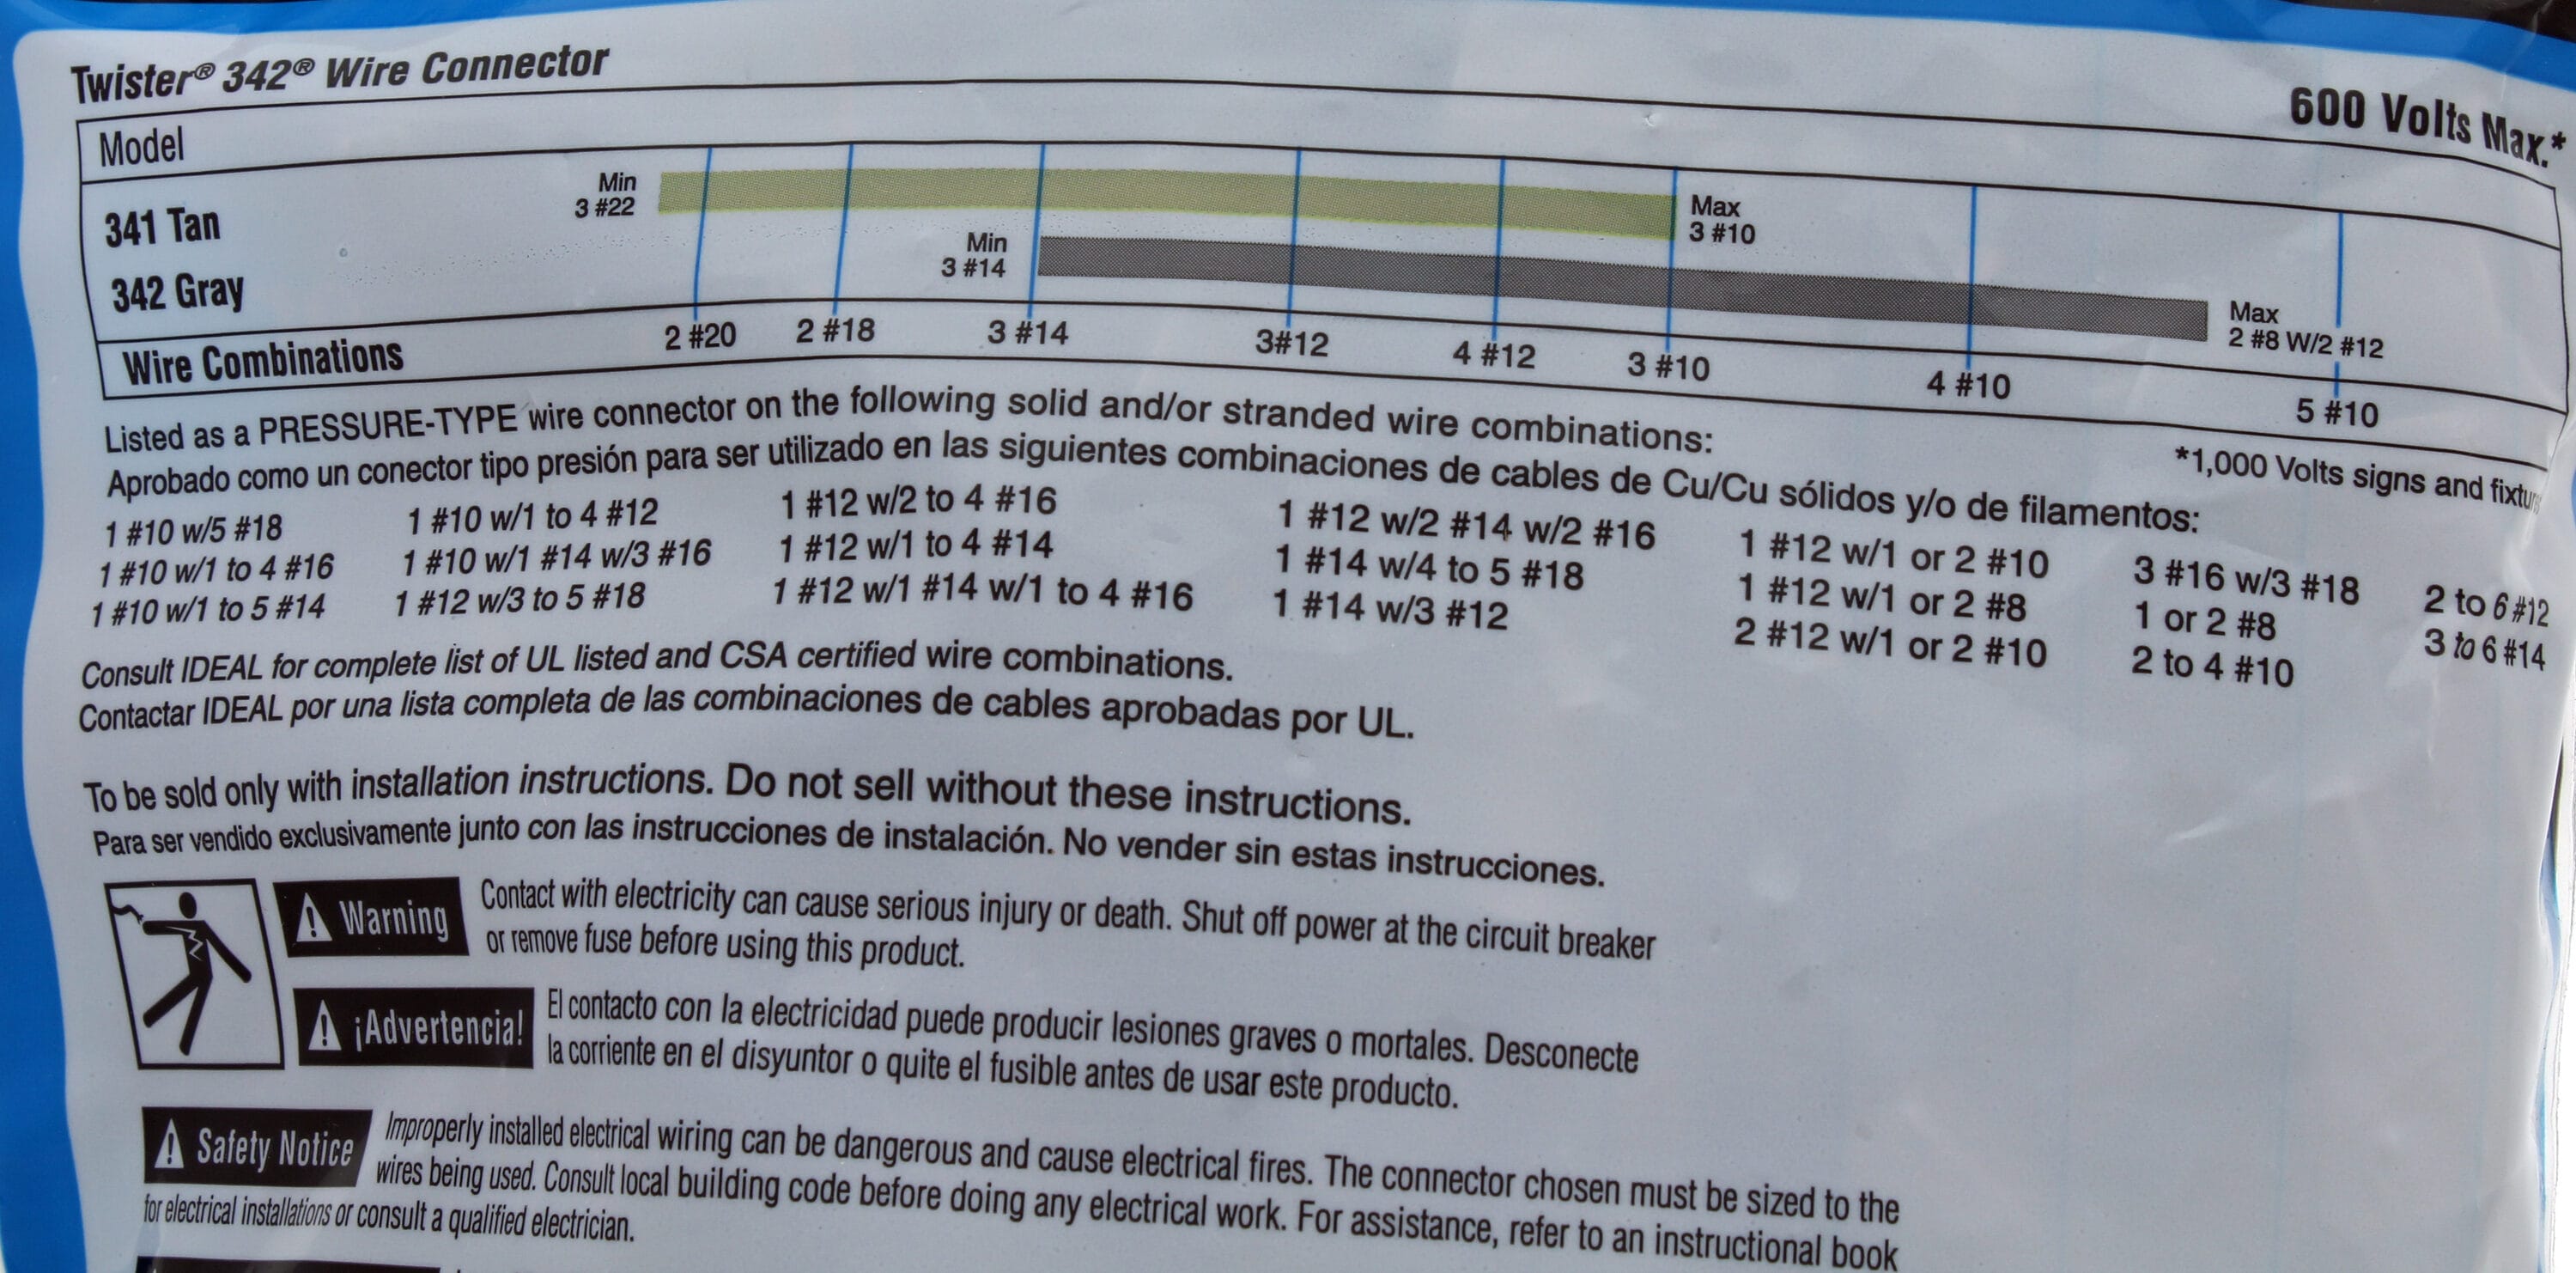 Twister® 342® Wire Connector
600 Volts Max.*
Model
341 Tan
Min
3 #22
Max
3 #10
342 Gray
Min
3 #14
Max
2 #8 W/2 #12
Wire Combinations
2 #20 2 #18 3 #14 3#12 4 #12 3 #10 4 #10 5 #10
*1,000 Volts signs and
Listed as a PRESSURE-TYPE wire connector on the following solid and/or stranded wire combinations:
Aprobado como un conector tipo presión para ser utilizado en las siguientes combinaciones de cables de Cu/Cu sólidos y/o de filamentos:
1 #10 w/5 #18 1 #10 w/1 to 4 #12 1 #12 w/2 to 4 #16 1 #12 w/2 #14 w/2 #16 1 #12 w/1 or 2 #10 3 #16 w/3 #18 2 to 6 #12
1 #10 w/1 to 4 #16 1 #10 w/1 #14 w/3 #16 1 #12 w/1 to 4 #14 1 #14 w/4 to 5 #18 1 #12 w/1 or 2 #8 1 or 2 #8 3 to 6 #14
1 #10 w/1 to 5 #14 1 #12 w/3 to 5 #18 1 #12 w/1 #14 w/1 to 4 #16 1 #14 w/3 #12 2 #12 w/1 or 2 #10 2 to 4 #10
Consult IDEAL for complete list of UL listed and CSA certified wire combinations.
Contactar IDEAL por una lista completa de las combinaciones de cables aprobadas por UL.
To be sold only with installation instructions. Do not sell without these instructions.
Para ser vendido exclusivamente junto con las instrucciones de instalación. No vender sin estas instrucciones.
Warning Contact with electricity can cause serious injury or death. Shut off power at the circuit breaker
or remove fuse before using this product.
¡Advertencia! El contacto con la electricidad puede producir lesiones graves o mortales. Desconecte
la corriente en el disyuntor o quite el fusible antes de usar este producto.
Safety Notice Improperly installed electrical wiring can be dangerous and cause electrical fires. The connector chosen must be sized to the
wires being used. Consult local building code before doing any electrical work. For assistance, refer to an instructional book
for electrical installations or consult a qualified electrician.